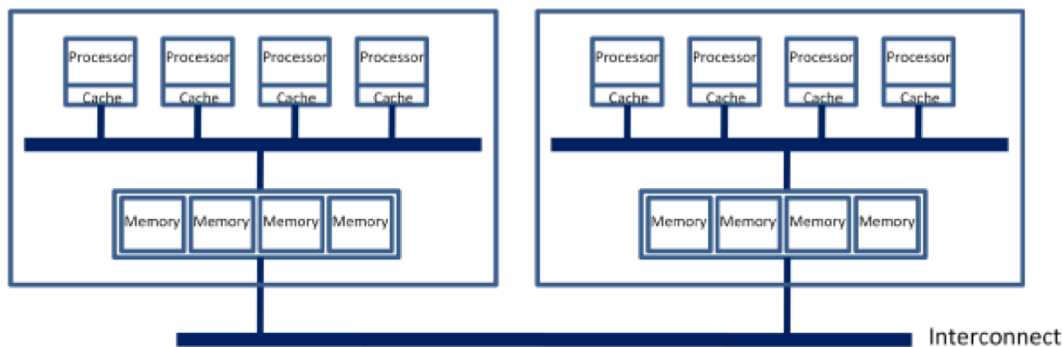 Processor Processor Processor Processor Processor Processor Processor Processor
Cache Cache Cache Cache Cache Cache Cache Cache
Memory Memory Memory Memory Memory Memory Memory Memory
Interconnect